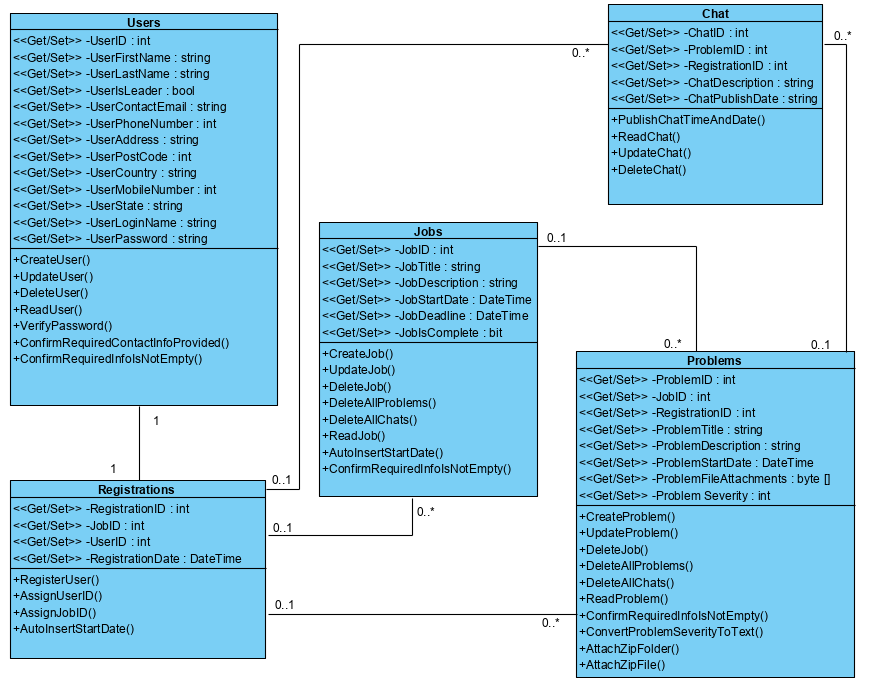 Users
<<Get/Set>> -UserID : int
<<Get/Set>> -UserFirstName : string
<<Get/Set>> -UserLastName : string
<<Get/Set>> -UserIsLeader : bool
<<Get/Set>> -UserContactEmail : string
<<Get/Set>> -UserPhoneNumber : int
<<Get/Set>> -UserAddress : string
<<Get/Set>> -UserPostCode : int
<<Get/Set>> -UserCountry : string
<<Get/Set>> -UserMobileNumber : int
<<Get/Set>> -UserState : string
<<Get/Set>> -UserLoginName : string
<<Get/Set>> -UserPassword : string
+CreateUser()
+UpdateUser()
+DeleteUser()
+ReadUser()
+VerifyPassword()
+ConfirmRequiredContactInfoProvided()
+ConfirmRequiredInfoIsNotEmpty()
1
1
Chat
<<Get/Set>> -ChatID : int
<<Get/Set>> -ProblemID : int
<<Get/Set>> -RegistrationID : int
<<Get/Set>> -ChatDescription : string
<<Get/Set>> -ChatPublishDate : string
+PublishChatTimeAndDate()
+ReadChat()
+UpdateChat()
+DeleteChat()
0..*
0..*
Jobs
<<Get/Set>> -JobID : int
<<Get/Set>> -JobTitle : string
<<Get/Set>> -JobDescription : string
<<Get/Set>> -JobStartDate : DateTime
<<Get/Set>> -JobDeadline : DateTime
<<Get/Set>> -JobIsComplete : bit
+CreateJob()
+UpdateJob()
+DeleteJob()
+DeleteAllProblems()
+DeleteAllChats()
+ReadJob()
+AutoInsertStartDate()
+ConfirmRequiredInfoIsNotEmpty()
0..1
0..*
0..1
0..*
Problems
<<Get/Set>> -ProblemID : int
<<Get/Set>> -JobID : int
<<Get/Set>> -RegistrationID : int
<<Get/Set>> -ProblemTitle : string
<<Get/Set>> -ProblemDescription : string
<<Get/Set>> -ProblemStartDate : DateTime
<<Get/Set>> -ProblemFileAttachments : byte []
<<Get/Set>> -Problem Severity : int
+CreateProblem()
+UpdateProblem()
+DeleteJob()
+DeleteAllProblems()
+DeleteAllChats()
+ReadProblem()
+ConfirmRequiredInfoIsNotEmpty()
+ConvertProblemSeverityToText()
+AttachZipFolder()
+AttachZipFile()
Registrations
<<Get/Set>> -RegistrationID : int
<<Get/Set>> -JobID : int
<<Get/Set>> -UserID : int
<<Get/Set>> -RegistrationDate : DateTime
+RegisterUser()
+AssignUserID()
+AssignJobID()
+AutoInsertStartDate()
0..1
0..1
0..1
0..*